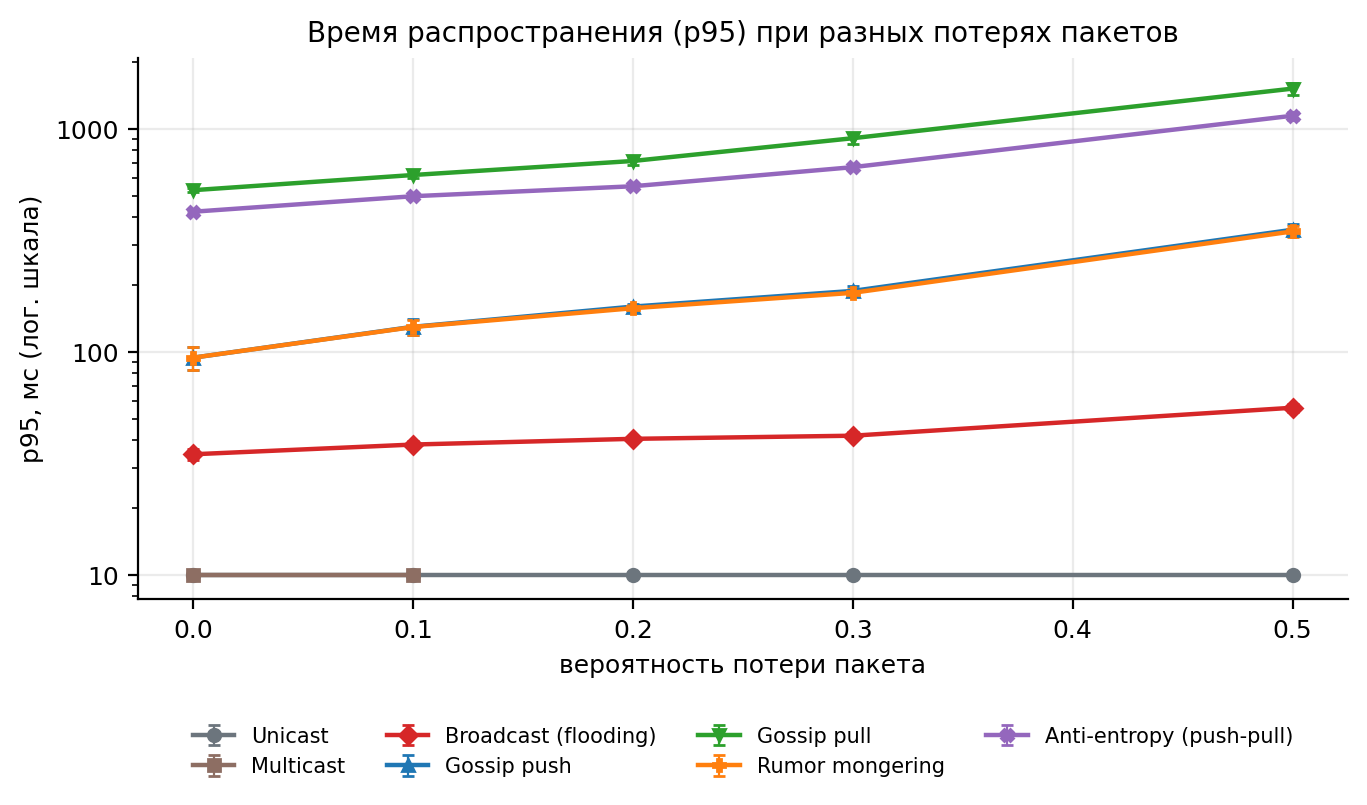 Время распространения (p95) при разных потерях пакетов
p95, мс (лог. шкала)
1000
100
10
0.0 0.1 0.2 0.3 0.4 0.5
вероятность потери пакета
Unicast Broadcast (flooding) Gossip pull Anti-entropy (push-pull)
Multicast Gossip push Rumor mongering